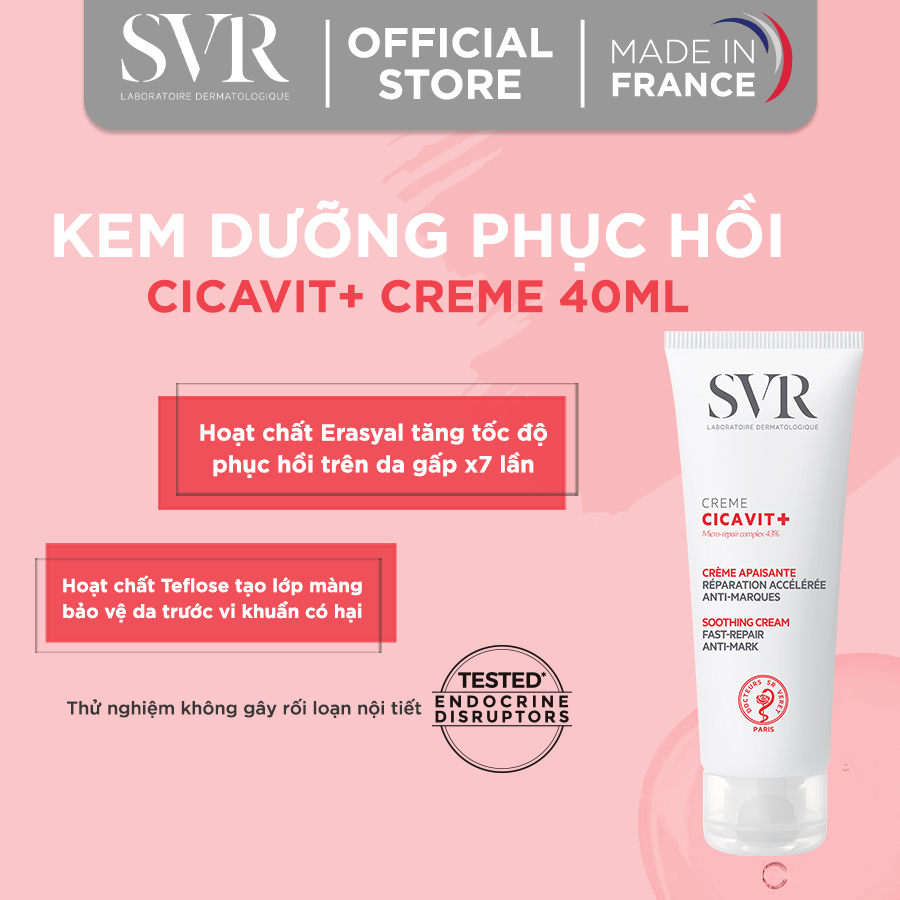 SVR
LABORATOIRE DERMATOLOGIQUE
OFFICIAL
STORE
MADE IN
FRANCE
KEM DƯỠNG PHỤC HỒI
CICAVIT+ CREME 40ML
Hoạt chất Erasyal tăng tốc độ
phục hồi trên da gấp x7 lần
Hoạt chất Teflose tạo lớp màng
bảo vệ da trước vi khuẩn có hại
Thử nghiệm không gây rối loạn nội tiết
TESTED*
ENDOCRINE
DISRUPTORS
SVR
LABORATOIRE DERMATOLOGIQUE
CREME
CICAVIT+
Micro-repair complex 43%
CRÈME APAISANTE
RÉPARATION ACCÉLÉRÉE
ANTI-MARQUES
SOOTHING CREAM
FAST-REPAIR
ANTI-MARK
DOCTEURS SR VERET
PARIS